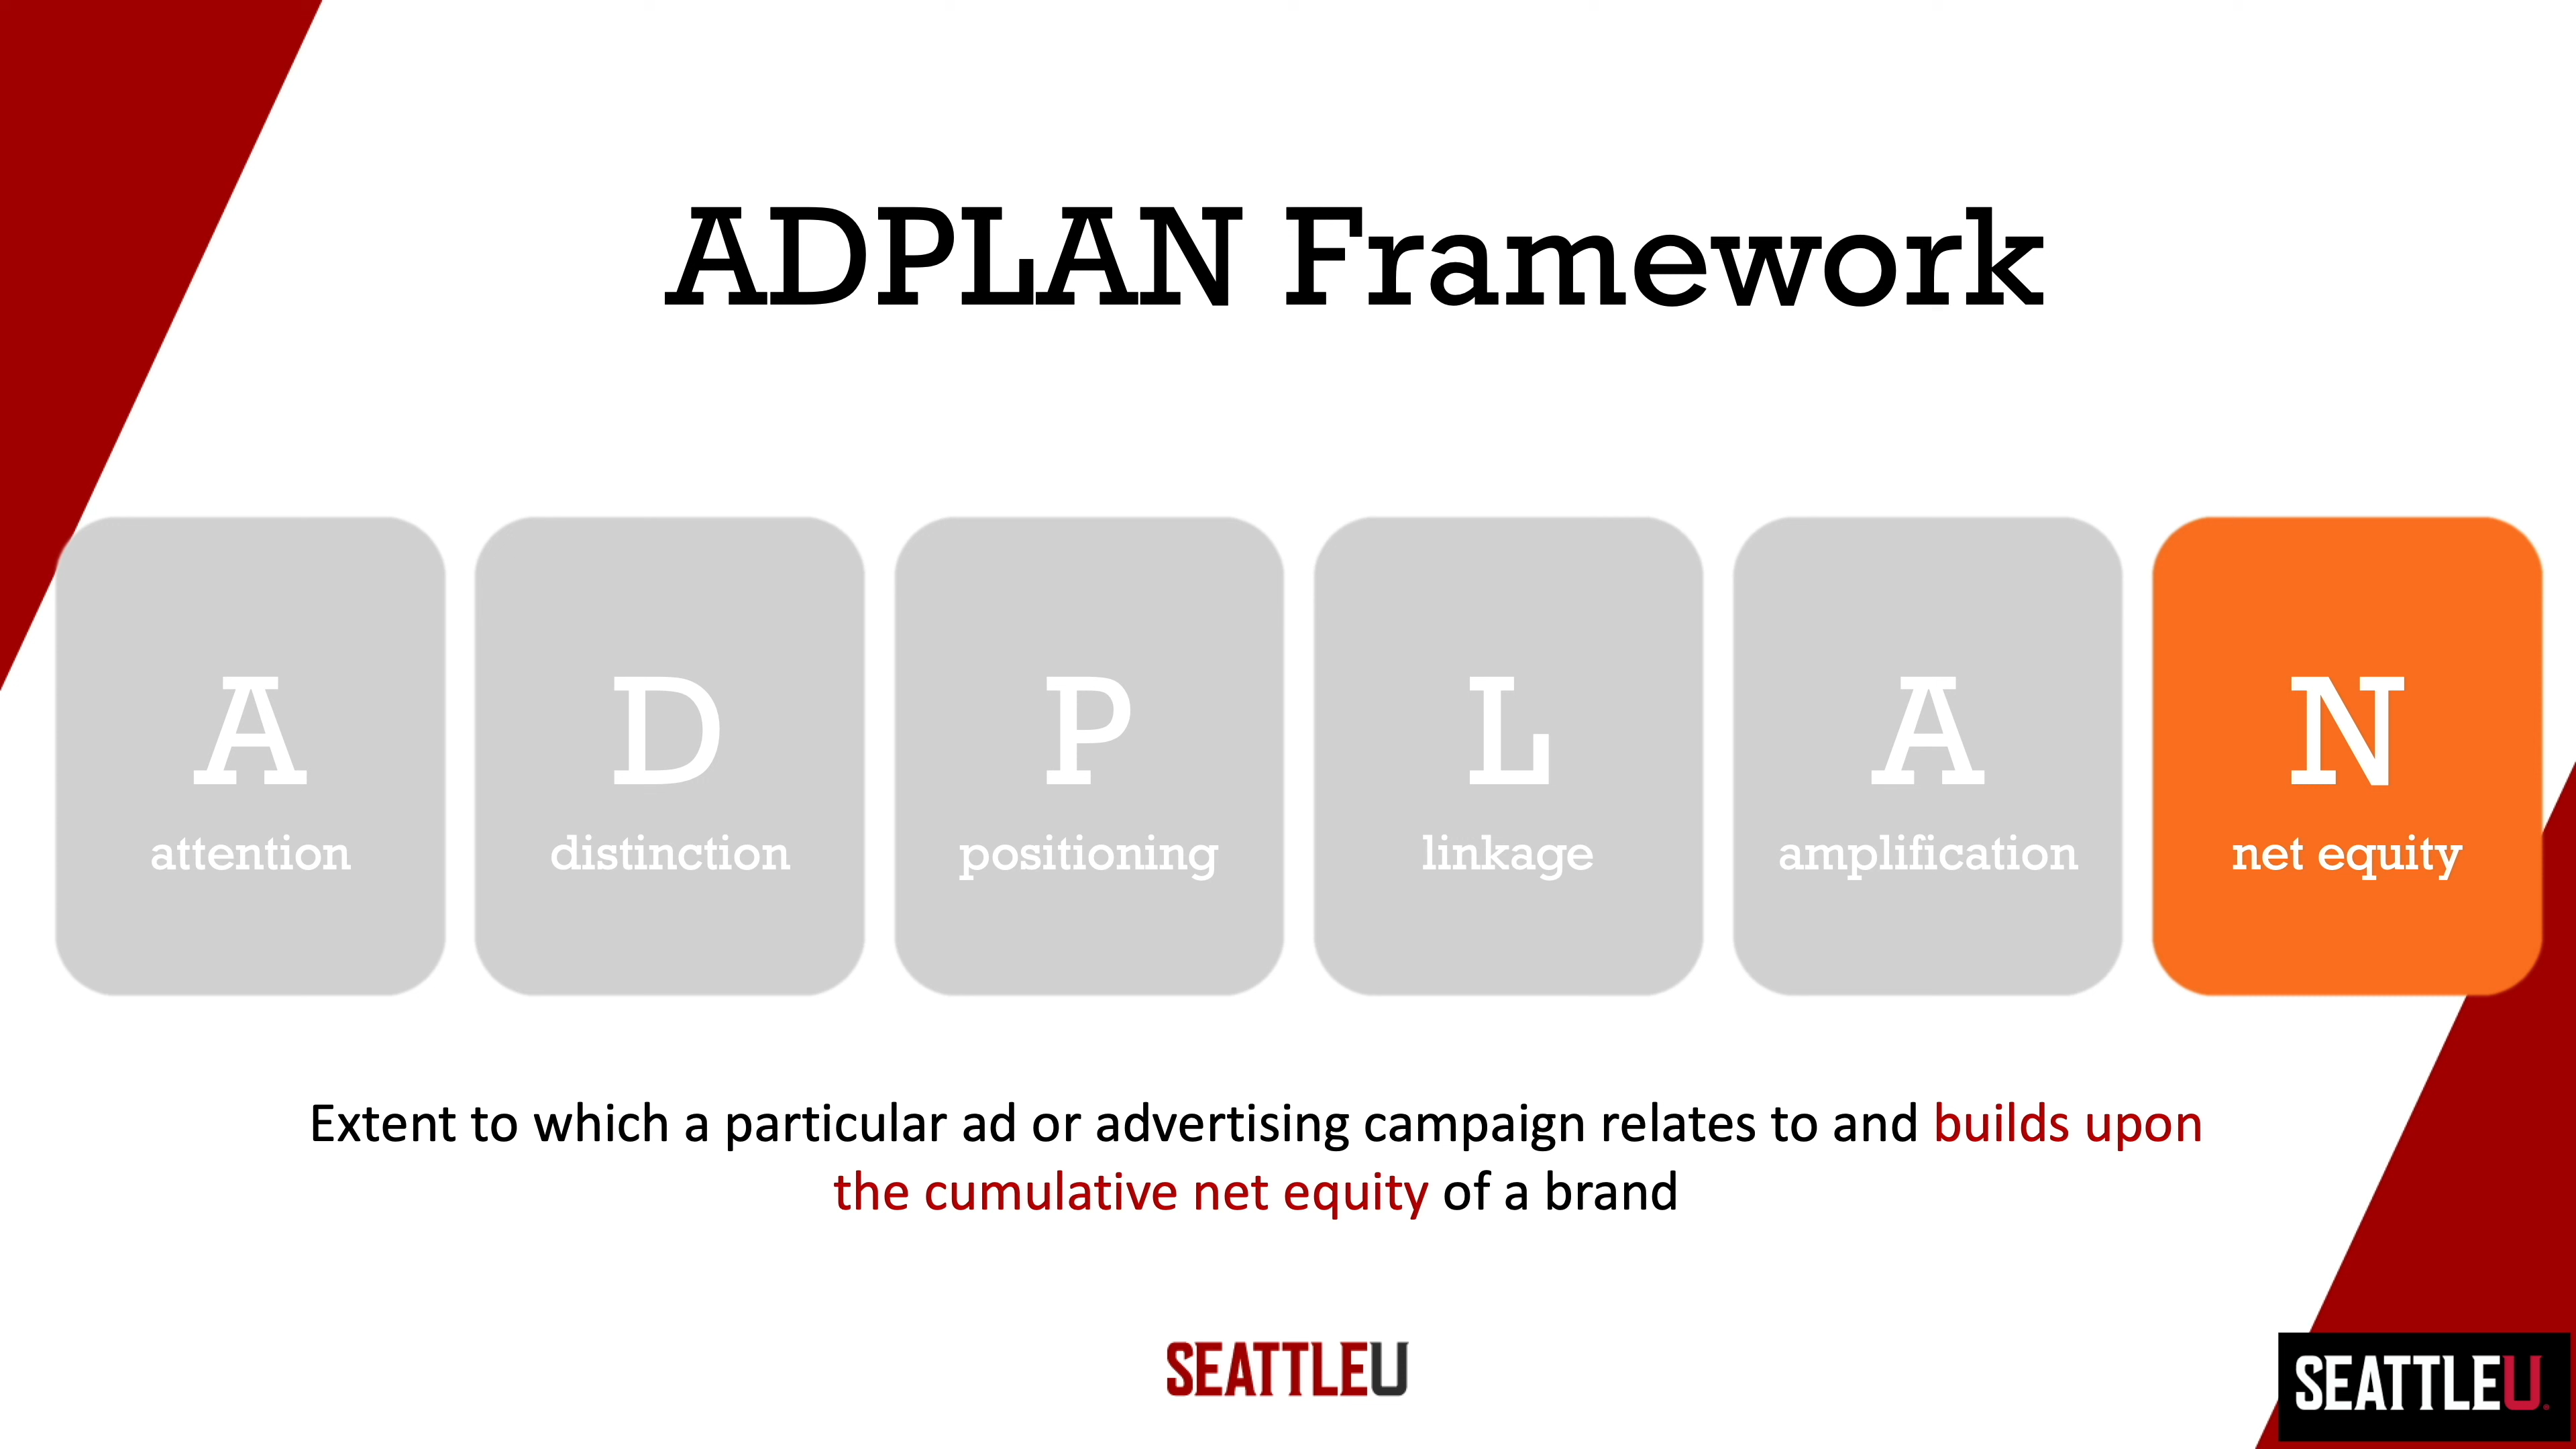 ADPLAN Framework
A D P L A N
attention distinction positioning linkage amplification net equity
Extent to which a particular ad or advertising campaign relates to and builds upon
the cumulative net equity of a brand
SEATTLEU
SEATTLEU